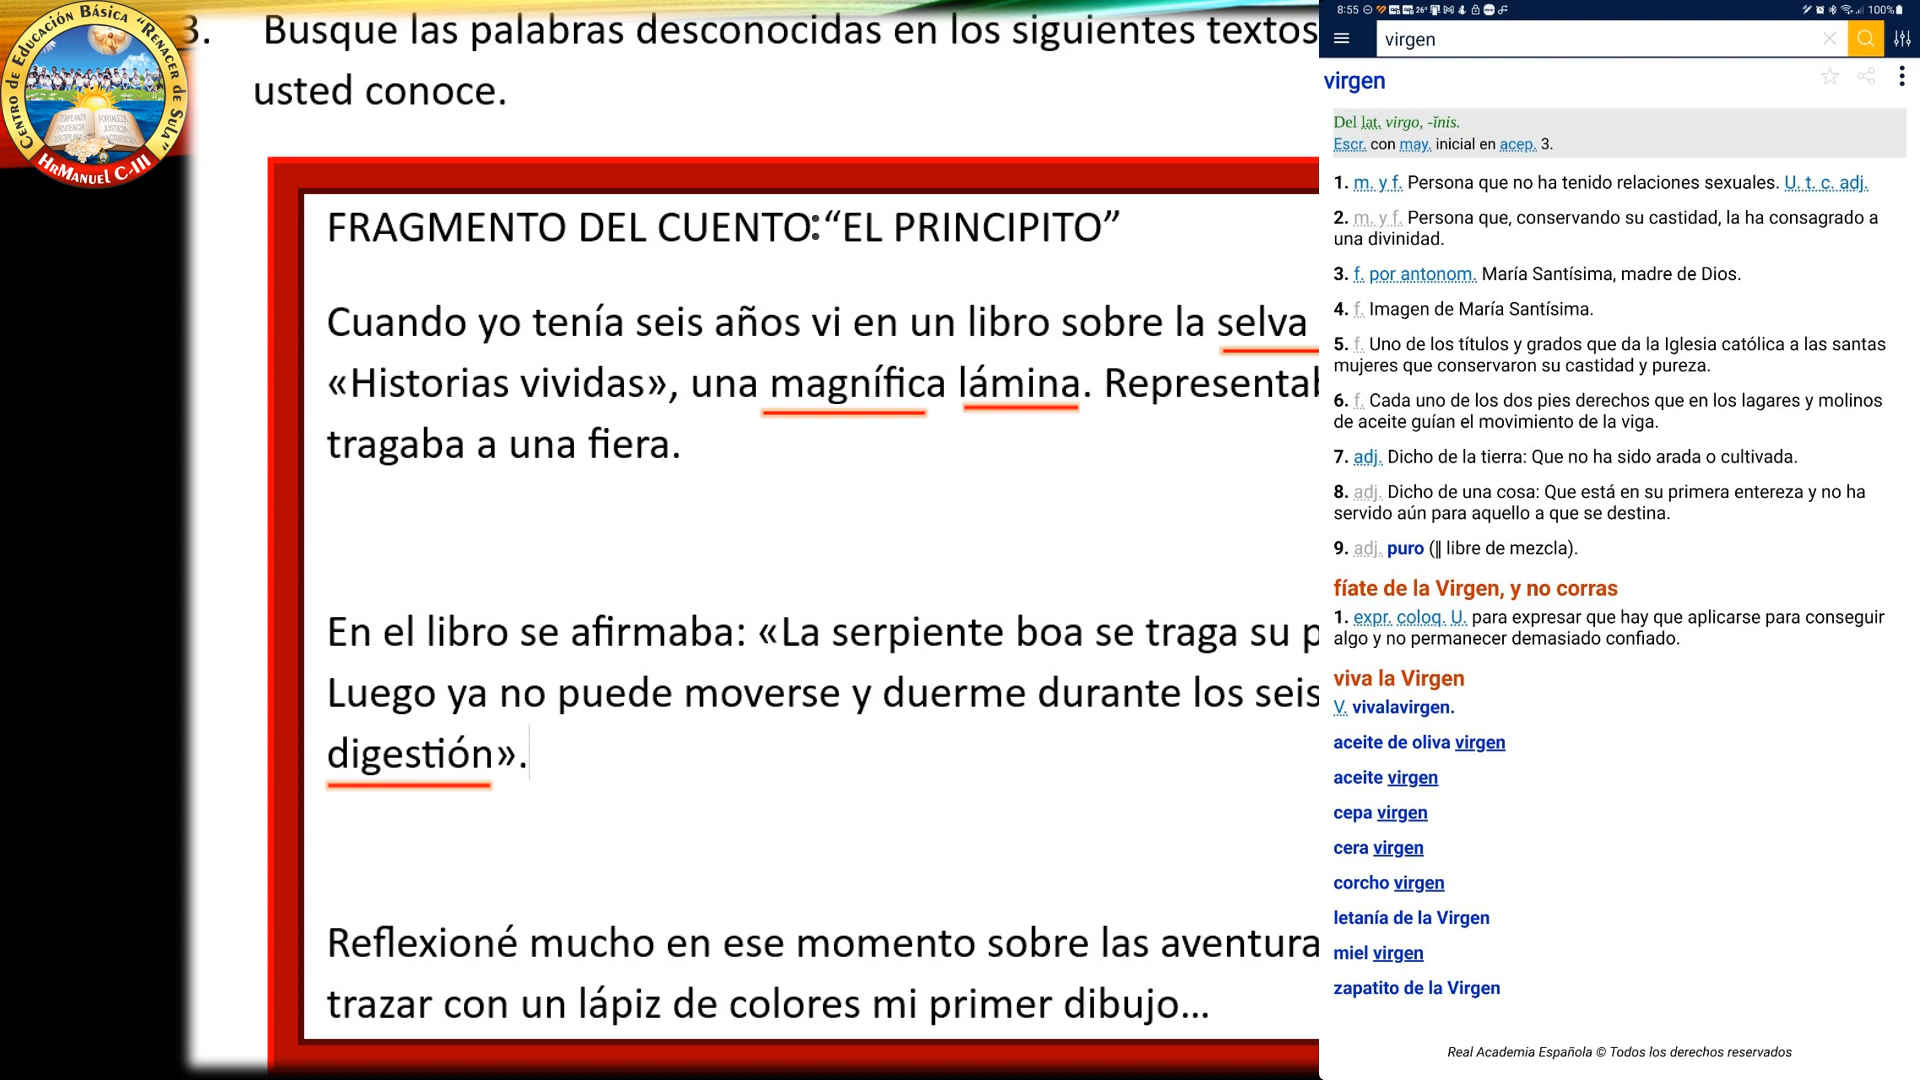 Centro de Educación Básica "Renacer de Sula"
HRMANUEL C-III
3. Busque las palabras desconocidas en los siguientes textos
usted conoce.
FRAGMENTO DEL CUENTO:“EL PRINCIPITO”
Cuando yo tenía seis años vi en un libro sobre la selva
«Historias vividas», una magnífica lámina. Representab
tragaba a una fiera.
En el libro se afirmaba: «La serpiente boa se traga su p
Luego ya no puede moverse y duerme durante los seis
digestión».
Reflexioné mucho en ese momento sobre las aventura
trazar con un lápiz de colores mi primer dibujo...
8:55 26° 100%
virgen
virgen
Del lat. virgo, -ĭnis.
Escr. con may. inicial en acep. 3.
1. m. y f. Persona que no ha tenido relaciones sexuales. U. t. c. adj.
2. m. y f. Persona que, conservando su castidad, la ha consagrado a
una divinidad.
3. f. por antonom. María Santísima, madre de Dios.
4. f. Imagen de María Santísima.
5. f. Uno de los títulos y grados que da la Iglesia católica a las santas
mujeres que conservaron su castidad y pureza.
6. f. Cada uno de los dos pies derechos que en los lagares y molinos
de aceite guían el movimiento de la viga.
7. adj. Dicho de la tierra: Que no ha sido arada o cultivada.
8. adj. Dicho de una cosa: Que está en su primera entereza y no ha
servido aún para aquello a que se destina.
9. adj. puro (‖ libre de mezcla).
fíate de la Virgen, y no corras
1. expr. coloq. U. para expresar que hay que aplicarse para conseguir
algo y no permanecer demasiado confiado.
viva la Virgen
V. vivalavirgen.
aceite de oliva virgen
aceite virgen
cepa virgen
cera virgen
corcho virgen
letanía de la Virgen
miel virgen
zapatito de la Virgen
Real Academia Española © Todos los derechos reservados